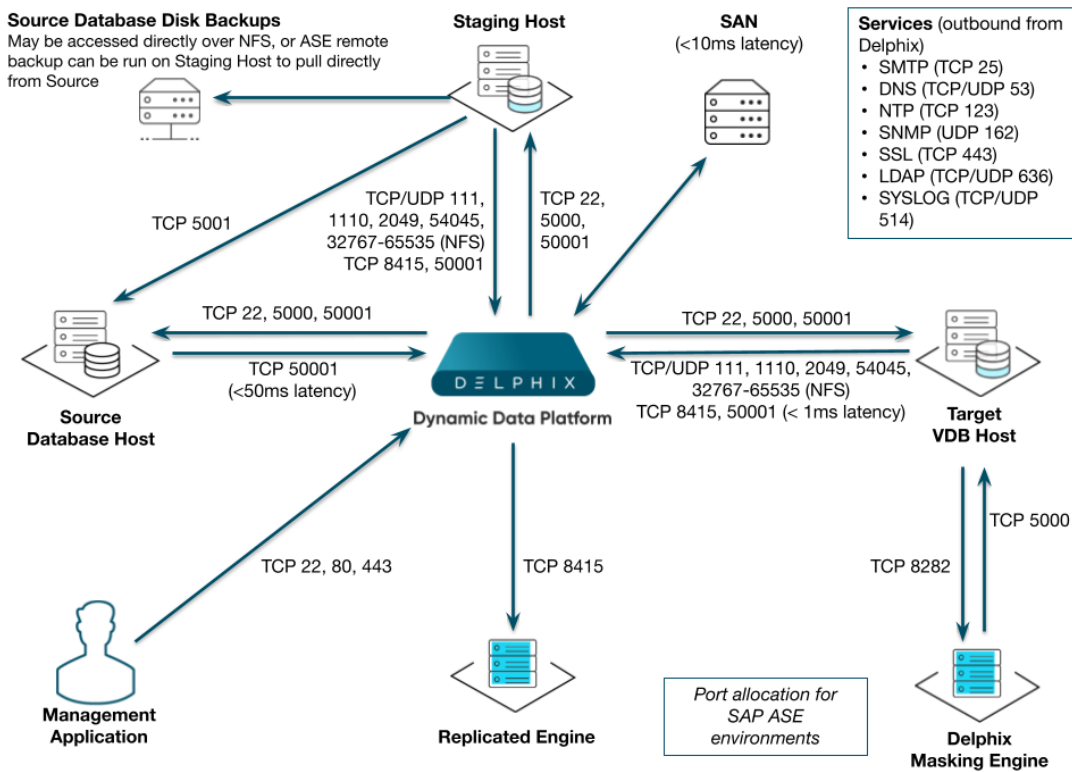 Source Database Disk Backups
May be accessed directly over NFS, or ASE remote
backup can be run on Staging Host to pull directly
from Source
Staging Host
SAN
(<10ms latency)
Services (outbound from
Delphix)
• SMTP (TCP 25)
• DNS (TCP/UDP 53)
• NTP (TCP 123)
• SNMP (UDP 162)
• SSL (TCP 443)
• LDAP (TCP/UDP 636)
• SYSLOG (TCP/UDP
514)
TCP 5001
TCP/UDP 111,
1110, 2049, 54045,
32767-65535 (NFS)
TCP 8415, 50001
TCP 22,
5000,
50001
TCP 22, 5000, 50001
TCP 50001
(<50ms latency)
Source
Database Host
DELPHIX
Dynamic Data Platform
TCP 22, 5000, 50001
TCP/UDP 111, 1110, 2049, 54045,
32767-65535 (NFS)
TCP 8415, 50001 (< 1ms latency)
Target
VDB Host
TCP 22, 80, 443
TCP 8415
TCP 8282
TCP 5000
Management
Application
Replicated Engine
Port allocation for
SAP ASE
environments
Delphix
Masking Engine